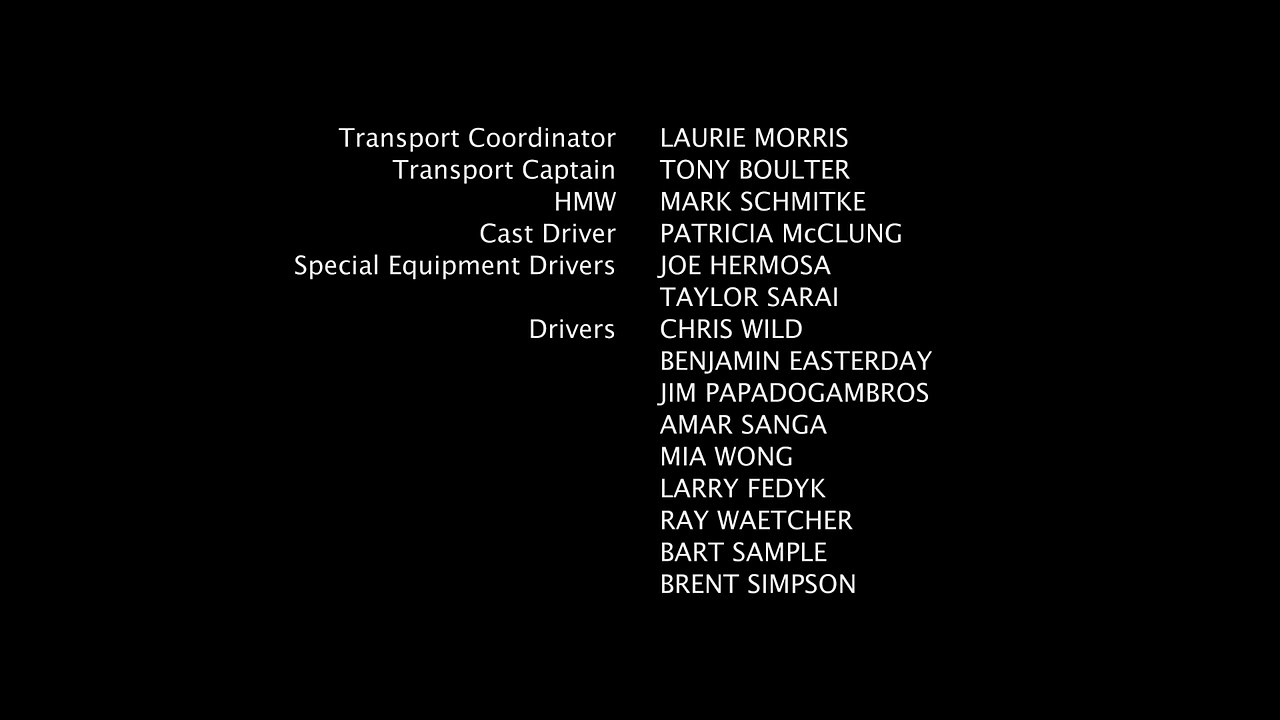 Transport Coordinator LAURIE MORRIS
Transport Captain TONY BOULTER
HMW MARK SCHMITKE
Cast Driver PATRICIA McCLUNG
Special Equipment Drivers JOE HERMOSA
TAYLOR SARAI
Drivers CHRIS WILD
BENJAMIN EASTERDAY
JIM PAPADOGAMBROS
AMAR SANGA
MIA WONG
LARRY FEDYK
RAY WAETCHER
BART SAMPLE
BRENT SIMPSON